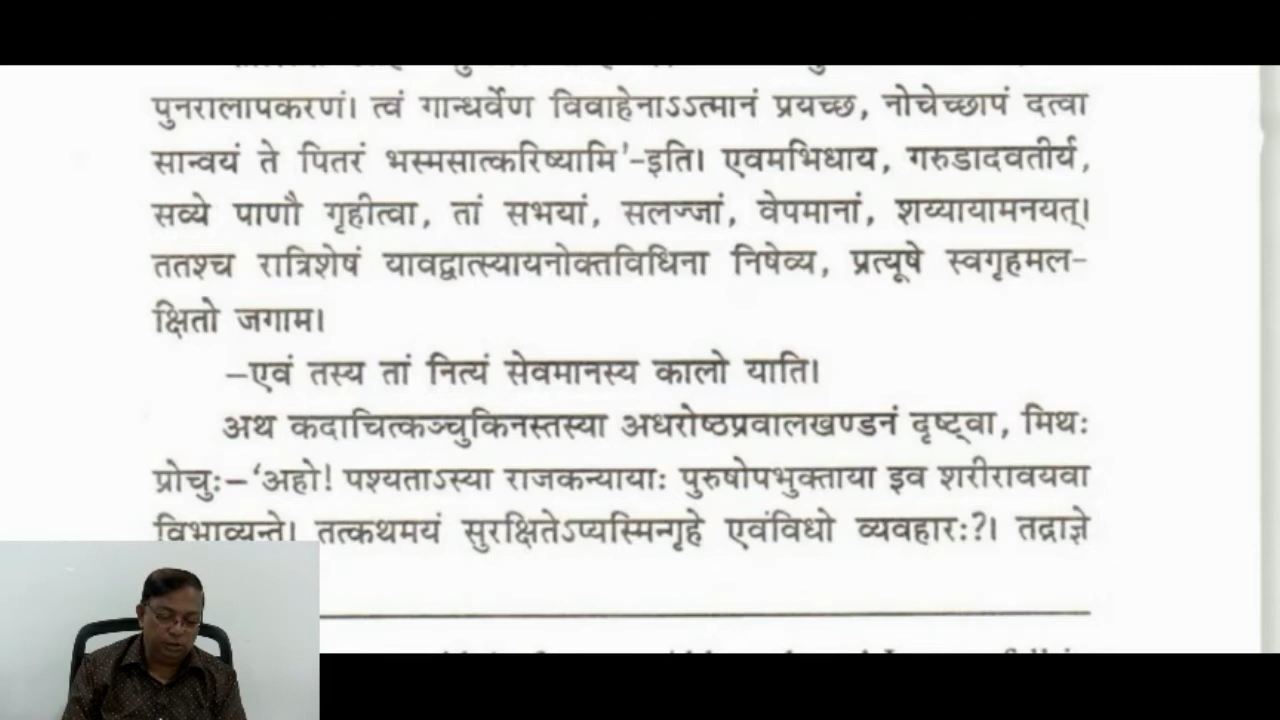 पुनरालापकरणं। त्वं गान्धर्वेण विवाहेनाऽऽत्मानं प्रयच्छ, नोचेच्छापं दत्वा
सान्वयं ते पितरं भस्मसात्करिष्यामि'-इति। एवमभिधाय, गरुडादवतीर्य,
सव्ये पाणौ गृहीत्वा, तां सभयां, सलज्जां, वेपमानां, शय्यायामनयत्।
ततश्च रात्रिशेषं यावद्वात्स्यायनोक्तविधिना निषेव्य, प्रत्यूषे स्वगृहमल-
क्षितो जगाम।
–एवं तस्य तां नित्यं सेवमानस्य कालो याति।
अथ कदाचित्कञ्चुकिनस्तस्या अधरोष्ठप्रवालखण्डनं दृष्ट्वा, मिथः
प्रोचुः–'अहो! पश्यताऽस्या राजकन्यायाः पुरुषोपभुक्ताया इव शरीरावयवा
विभाव्यन्ते। तत्कथमयं सुरक्षितेऽप्यस्मिन्गृहे एवंविधो व्यवहारः?। तद्राज्ञे